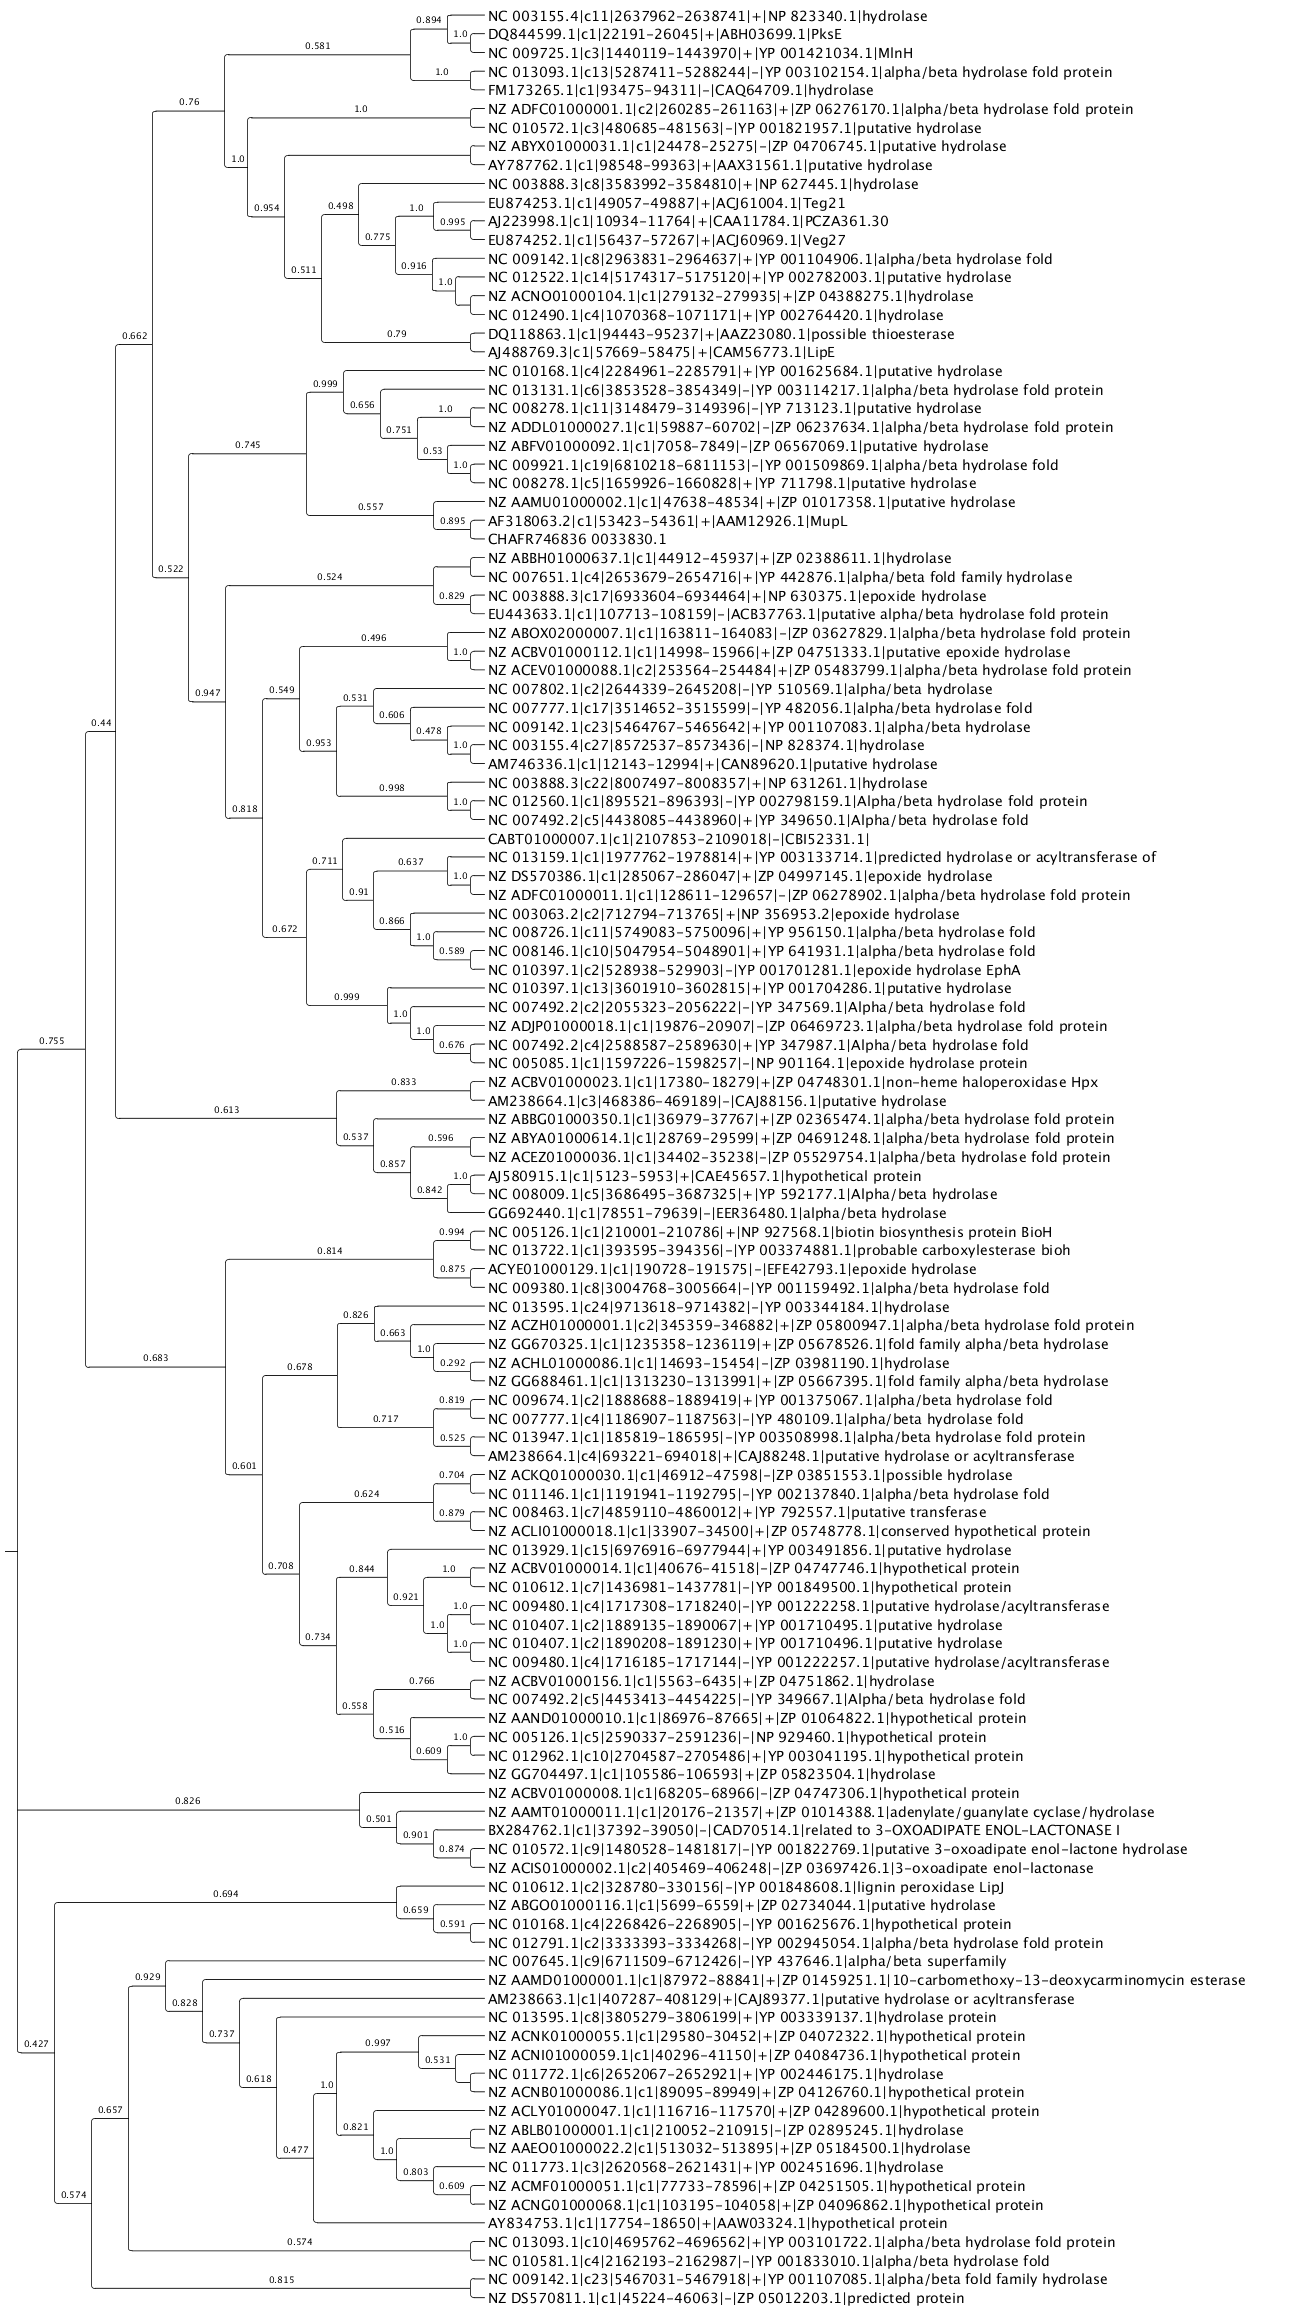 NC 003155.4|c11|2637962-2638741|+|NP 823340.1|hydrolase
0.894
1.0
DQ844599.1|c1|22191-26045|+|ABH03699.1|PksE
0.581
NC 009725.1|c3|1440119-1443970|+|YP 001421034.1|MlnH
1.0
NC 013093.1|c13|5287411-5288244|-|YP 003102154.1|alpha/beta hydrolase fold protein
FM173265.1|c1|93475-94311|-|CAQ64709.1|hydrolase
0.76
1.0
NZ ADFC01000001.1|c2|260285-261163|+|ZP 06276170.1|alpha/beta hydrolase fold protein
NC 010572.1|c3|480685-481563|-|YP 001821957.1|putative hydrolase
NZ ABYX01000031.1|c1|24478-25275|-|ZP 04706745.1|putative hydrolase
1.0
AY787762.1|c1|98548-99363|+|AAX31561.1|putative hydrolase
NC 003888.3|c8|3583992-3584810|+|NP 627445.1|hydrolase
0.954
0.498
1.0
EU874253.1|c1|49057-49887|+|ACJ61004.1|Teg21
0.995
AJ223998.1|c1|10934-11764|+|CAA11784.1|PCZA361.30
0.775
EU874252.1|c1|56437-57267|+|ACJ60969.1|Veg27
NC 009142.1|c8|2963831-2964637|+|YP 001104906.1|alpha/beta hydrolase fold
0.511
0.916
NC 012522.1|c14|5174317-5175120|+|YP 002782003.1|putative hydrolase
1.0
NZ ACNO01000104.1|c1|279132-279935|+|ZP 04388275.1|hydrolase
NC 012490.1|c4|1070368-1071171|+|YP 002764420.1|hydrolase
0.662
0.79
DQ118863.1|c1|94443-95237|+|AAZ23080.1|possible thioesterase
AJ488769.3|c1|57669-58475|+|CAM56773.1|LipE
NC 010168.1|c4|2284961-2285791|+|YP 001625684.1|putative hydrolase
0.999
NC 013131.1|c6|3853528-3854349|-|YP 003114217.1|alpha/beta hydrolase fold protein
0.656
1.0
NC 008278.1|c11|3148479-3149396|-|YP 713123.1|putative hydrolase
0.751
NZ ADDL01000027.1|c1|59887-60702|-|ZP 06237634.1|alpha/beta hydrolase fold protein
0.745
0.53
NZ ABFV01000092.1|c1|7058-7849|-|ZP 06567069.1|putative hydrolase
1.0
NC 009921.1|c19|6810218-6811153|-|YP 001509869.1|alpha/beta hydrolase fold
NC 008278.1|c5|1659926-1660828|+|YP 711798.1|putative hydrolase
0.557
NZ AAMU01000002.1|c1|47638-48534|+|ZP 01017358.1|putative hydrolase
0.895
AF318063.2|c1|53423-54361|+|AAM12926.1|MupL
CHAFR746836 0033830.1
NZ ABBH01000637.1|c1|44912-45937|+|ZP 02388611.1|hydrolase
0.522
0.524
NC 007651.1|c4|2653679-2654716|+|YP 442876.1|alpha/beta fold family hydrolase
0.829
NC 003888.3|c17|6933604-6934464|+|NP 630375.1|epoxide hydrolase
EU443633.1|c1|107713-108159|-|ACB37763.1|putative alpha/beta hydrolase fold protein
0.496
NZ ABOX02000007.1|c1|163811-164083|-|ZP 03627829.1|alpha/beta hydrolase fold protein
1.0
NZ ACBV01000112.1|c1|14998-15966|+|ZP 04751333.1|putative epoxide hydrolase
NZ ACEV01000088.1|c2|253564-254484|+|ZP 05483799.1|alpha/beta hydrolase fold protein
0.947
0.549
0.531
NC 007802.1|c2|2644339-2645208|-|YP 510569.1|alpha/beta hydrolase
0.606
NC 007777.1|c17|3514652-3515599|-|YP 482056.1|alpha/beta hydrolase fold
0.44
0.478
NC 009142.1|c23|5464767-5465642|+|YP 001107083.1|alpha/beta hydrolase
0.953
1.0
NC 003155.4|c27|8572537-8573436|-|NP 828374.1|hydrolase
AM746336.1|c1|12143-12994|+|CAN89620.1|putative hydrolase
NC 003888.3|c22|8007497-8008357|+|NP 631261.1|hydrolase
0.998
0.818
1.0
NC 012560.1|c1|895521-896393|-|YP 002798159.1|Alpha/beta hydrolase fold protein
NC 007492.2|c5|4438085-4438960|+|YP 349650.1|Alpha/beta hydrolase fold
CABT01000007.1|c1|2107853-2109018|-|CBI52331.1|
0.711
0.637
NC 013159.1|c1|1977762-1978814|+|YP 003133714.1|predicted hydrolase or acyltransferase of
1.0
NZ DS570386.1|c1|285067-286047|+|ZP 04997145.1|epoxide hydrolase
0.91
NZ ADFC01000011.1|c1|128611-129657|-|ZP 06278902.1|alpha/beta hydrolase fold protein
NC 003063.2|c2|712794-713765|+|NP 356953.2|epoxide hydrolase
0.672
0.866
1.0
NC 008726.1|c11|5749083-5750096|+|YP 956150.1|alpha/beta hydrolase fold
0.589
NC 008146.1|c10|5047954-5048901|+|YP 641931.1|alpha/beta hydrolase fold
NC 010397.1|c2|528938-529903|-|YP 001701281.1|epoxide hydrolase EphA
NC 010397.1|c13|3601910-3602815|+|YP 001704286.1|putative hydrolase
0.999
NC 007492.2|c2|2055323-2056222|-|YP 347569.1|Alpha/beta hydrolase fold
1.0
NZ ADJP01000018.1|c1|19876-20907|-|ZP 06469723.1|alpha/beta hydrolase fold protein
1.0
0.755
0.676
NC 007492.2|c4|2588587-2589630|+|YP 347987.1|Alpha/beta hydrolase fold
NC 005085.1|c1|1597226-1598257|-|NP 901164.1|epoxide hydrolase protein
0.833
NZ ACBV01000023.1|c1|17380-18279|+|ZP 04748301.1|non-heme haloperoxidase Hpx
AM238664.1|c3|468386-469189|-|CAJ88156.1|putative hydrolase
0.613
NZ ABBG01000350.1|c1|36979-37767|+|ZP 02365474.1|alpha/beta hydrolase fold protein
0.537
0.596
NZ ABYA01000614.1|c1|28769-29599|+|ZP 04691248.1|alpha/beta hydrolase fold protein
NZ ACEZ01000036.1|c1|34402-35238|-|ZP 05529754.1|alpha/beta hydrolase fold protein
0.857
1.0
AJ580915.1|c1|5123-5953|+|CAE45657.1|hypothetical protein
0.842
NC 008009.1|c5|3686495-3687325|+|YP 592177.1|Alpha/beta hydrolase
GG692440.1|c1|78551-79639|-|EER36480.1|alpha/beta hydrolase
0.994
NC 005126.1|c1|210001-210786|+|NP 927568.1|biotin biosynthesis protein BioH
0.814
NC 013722.1|c1|393595-394356|-|YP 003374881.1|probable carboxylesterase bioh
0.875
ACYE01000129.1|c1|190728-191575|-|EFE42793.1|epoxide hydrolase
NC 009380.1|c8|3004768-3005664|-|YP 001159492.1|alpha/beta hydrolase fold
NC 013595.1|c24|9713618-9714382|-|YP 003344184.1|hydrolase
0.826
NZ ACZH01000001.1|c2|345359-346882|+|ZP 05800947.1|alpha/beta hydrolase fold protein
0.663
NZ GG670325.1|c1|1235358-1236119|+|ZP 05678526.1|fold family alpha/beta hydrolase
1.0
0.683
0.292
NZ ACHL01000086.1|c1|14693-15454|-|ZP 03981190.1|hydrolase
0.678
NZ GG688461.1|c1|1313230-1313991|+|ZP 05667395.1|fold family alpha/beta hydrolase
0.819
NC 009674.1|c2|1888688-1889419|+|YP 001375067.1|alpha/beta hydrolase fold
0.717
NC 007777.1|c4|1186907-1187563|-|YP 480109.1|alpha/beta hydrolase fold
0.525
NC 013947.1|c1|185819-186595|-|YP 003508998.1|alpha/beta hydrolase fold protein
AM238664.1|c4|693221-694018|+|CAJ88248.1|putative hydrolase or acyltransferase
0.601
0.704
NZ ACKQ01000030.1|c1|46912-47598|-|ZP 03851553.1|possible hydrolase
0.624
NC 011146.1|c1|1191941-1192795|-|YP 002137840.1|alpha/beta hydrolase fold
0.879
NC 008463.1|c7|4859110-4860012|+|YP 792557.1|putative transferase
NZ ACLI01000018.1|c1|33907-34500|+|ZP 05748778.1|conserved hypothetical protein
NC 013929.1|c15|6976916-6977944|+|YP 003491856.1|putative hydrolase
0.708
0.844
1.0
NZ ACBV01000014.1|c1|40676-41518|-|ZP 04747746.1|hypothetical protein
NC 010612.1|c7|1436981-1437781|-|YP 001849500.1|hypothetical protein
0.921
1.0
NC 009480.1|c4|1717308-1718240|-|YP 001222258.1|putative hydrolase/acyltransferase
1.0
NC 010407.1|c2|1889135-1890067|+|YP 001710495.1|putative hydrolase
0.734
1.0
NC 010407.1|c2|1890208-1891230|+|YP 001710496.1|putative hydrolase
NC 009480.1|c4|1716185-1717144|-|YP 001222257.1|putative hydrolase/acyltransferase
0.766
NZ ACBV01000156.1|c1|5563-6435|+|ZP 04751862.1|hydrolase
NC 007492.2|c5|4453413-4454225|-|YP 349667.1|Alpha/beta hydrolase fold
0.558
NZ AAND01000010.1|c1|86976-87665|+|ZP 01064822.1|hypothetical protein
0.516
1.0
NC 005126.1|c5|2590337-2591236|-|NP 929460.1|hypothetical protein
0.609
NC 012962.1|c10|2704587-2705486|+|YP 003041195.1|hypothetical protein
NZ GG704497.1|c1|105586-106593|+|ZP 05823504.1|hydrolase
NZ ACBV01000008.1|c1|68205-68966|-|ZP 04747306.1|hypothetical protein
0.826
NZ AAMT01000011.1|c1|20176-21357|+|ZP 01014388.1|adenylate/guanylate cyclase/hydrolase
0.501
BX284762.1|c1|37392-39050|-|CAD70514.1|related to 3-OXOADIPATE ENOL-LACTONASE I
0.901
0.874
NC 010572.1|c9|1480528-1481817|-|YP 001822769.1|putative 3-oxoadipate enol-lactone hydrolase
NZ ACIS01000002.1|c2|405469-406248|-|ZP 03697426.1|3-oxoadipate enol-lactonase
NC 010612.1|c2|328780-330156|-|YP 001848608.1|lignin peroxidase LipJ
0.694
NZ ABGO01000116.1|c1|5699-6559|+|ZP 02734044.1|putative hydrolase
0.659
0.591
NC 010168.1|c4|2268426-2268905|-|YP 001625676.1|hypothetical protein
NC 012791.1|c2|3333393-3334268|-|YP 002945054.1|alpha/beta hydrolase fold protein
NC 007645.1|c9|6711509-6712426|-|YP 437646.1|alpha/beta superfamily
0.929
NZ AAMD01000001.1|c1|87972-88841|+|ZP 01459251.1|10-carbomethoxy-13-deoxycarminomycin esterase
0.828
AM238663.1|c1|407287-408129|+|CAJ89377.1|putative hydrolase or acyltransferase
NC 013595.1|c8|3805279-3806199|+|YP 003339137.1|hydrolase protein
0.737
NZ ACNK01000055.1|c1|29580-30452|+|ZP 04072322.1|hypothetical protein
0.427
0.997
NZ ACNI01000059.1|c1|40296-41150|+|ZP 04084736.1|hypothetical protein
0.531
NC 011772.1|c6|2652067-2652921|+|YP 002446175.1|hydrolase
0.618
1.0
NZ ACNB01000086.1|c1|89095-89949|+|ZP 04126760.1|hypothetical protein
0.657
NZ ACLY01000047.1|c1|116716-117570|+|ZP 04289600.1|hypothetical protein
0.821
NZ ABLB01000001.1|c1|210052-210915|-|ZP 02895245.1|hydrolase
0.477
1.0
NZ AAEO01000022.2|c1|513032-513895|+|ZP 05184500.1|hydrolase
NC 011773.1|c3|2620568-2621431|+|YP 002451696.1|hydrolase
0.803
0.609
NZ ACMF01000051.1|c1|77733-78596|+|ZP 04251505.1|hypothetical protein
0.574
NZ ACNG01000068.1|c1|103195-104058|+|ZP 04096862.1|hypothetical protein
AY834753.1|c1|17754-18650|+|AAW03324.1|hypothetical protein
0.574
NC 013093.1|c10|4695762-4696562|+|YP 003101722.1|alpha/beta hydrolase fold protein
NC 010581.1|c4|2162193-2162987|-|YP 001833010.1|alpha/beta hydrolase fold
0.815
NC 009142.1|c23|5467031-5467918|+|YP 001107085.1|alpha/beta fold family hydrolase
NZ DS570811.1|c1|45224-46063|-|ZP 05012203.1|predicted protein